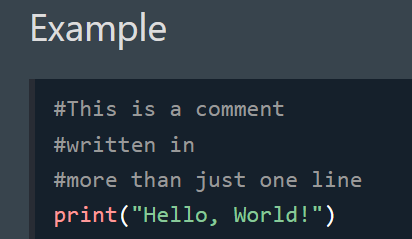 Example
#This is a comment
#written in
#more than just one line
print("Hello, World!")